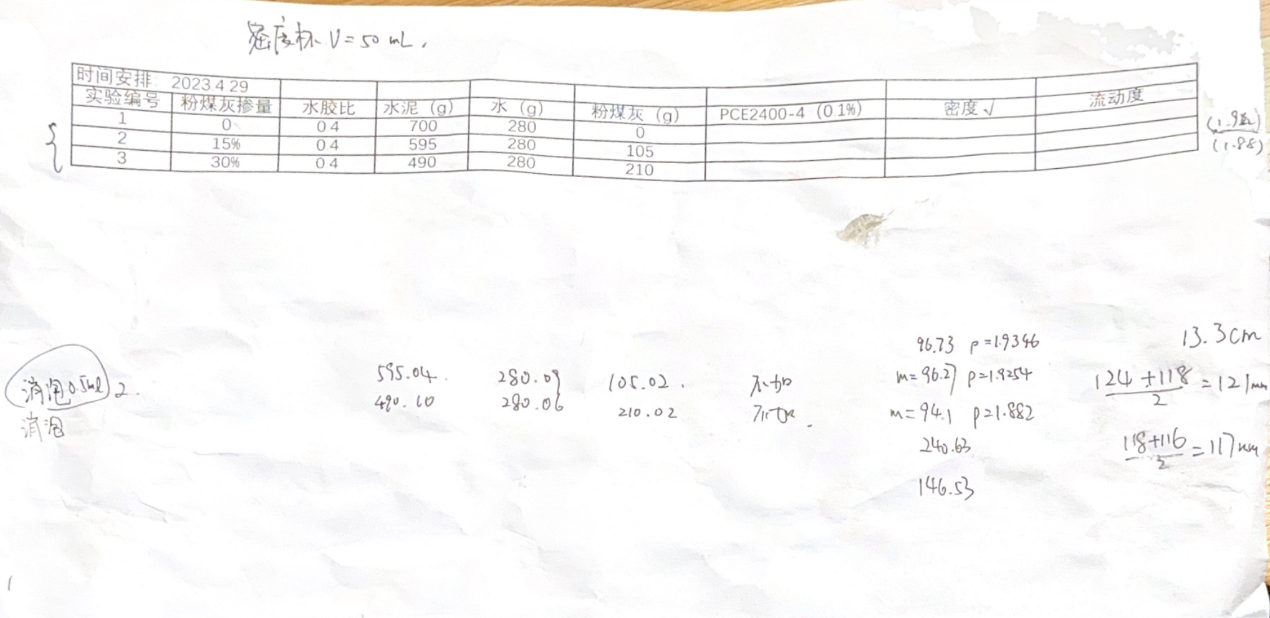 密度杯 V=50 mL.
时间安排: 2023 4 29
实验编号 粉煤灰掺量 水胶比 水泥（g） 水（g） 粉煤灰（g） PCE2400-4（0.1%） 密度√ 流动度
1 0 0.4 700 280 0
2 15% 0.4 595 280 105
3 30% 0.4 490 280 210
(1.88)
96.73 ρ=1.9346 13.3cm
消泡0.5ml 2. 595.04 280.09 105.02 不加 m=96.27 ρ=1.9254 124+118/2=121mm
消泡 490.10 280.06 210.02 不加 m=94.1 ρ=1.882 118+116/2=117mm
240.63
146.53